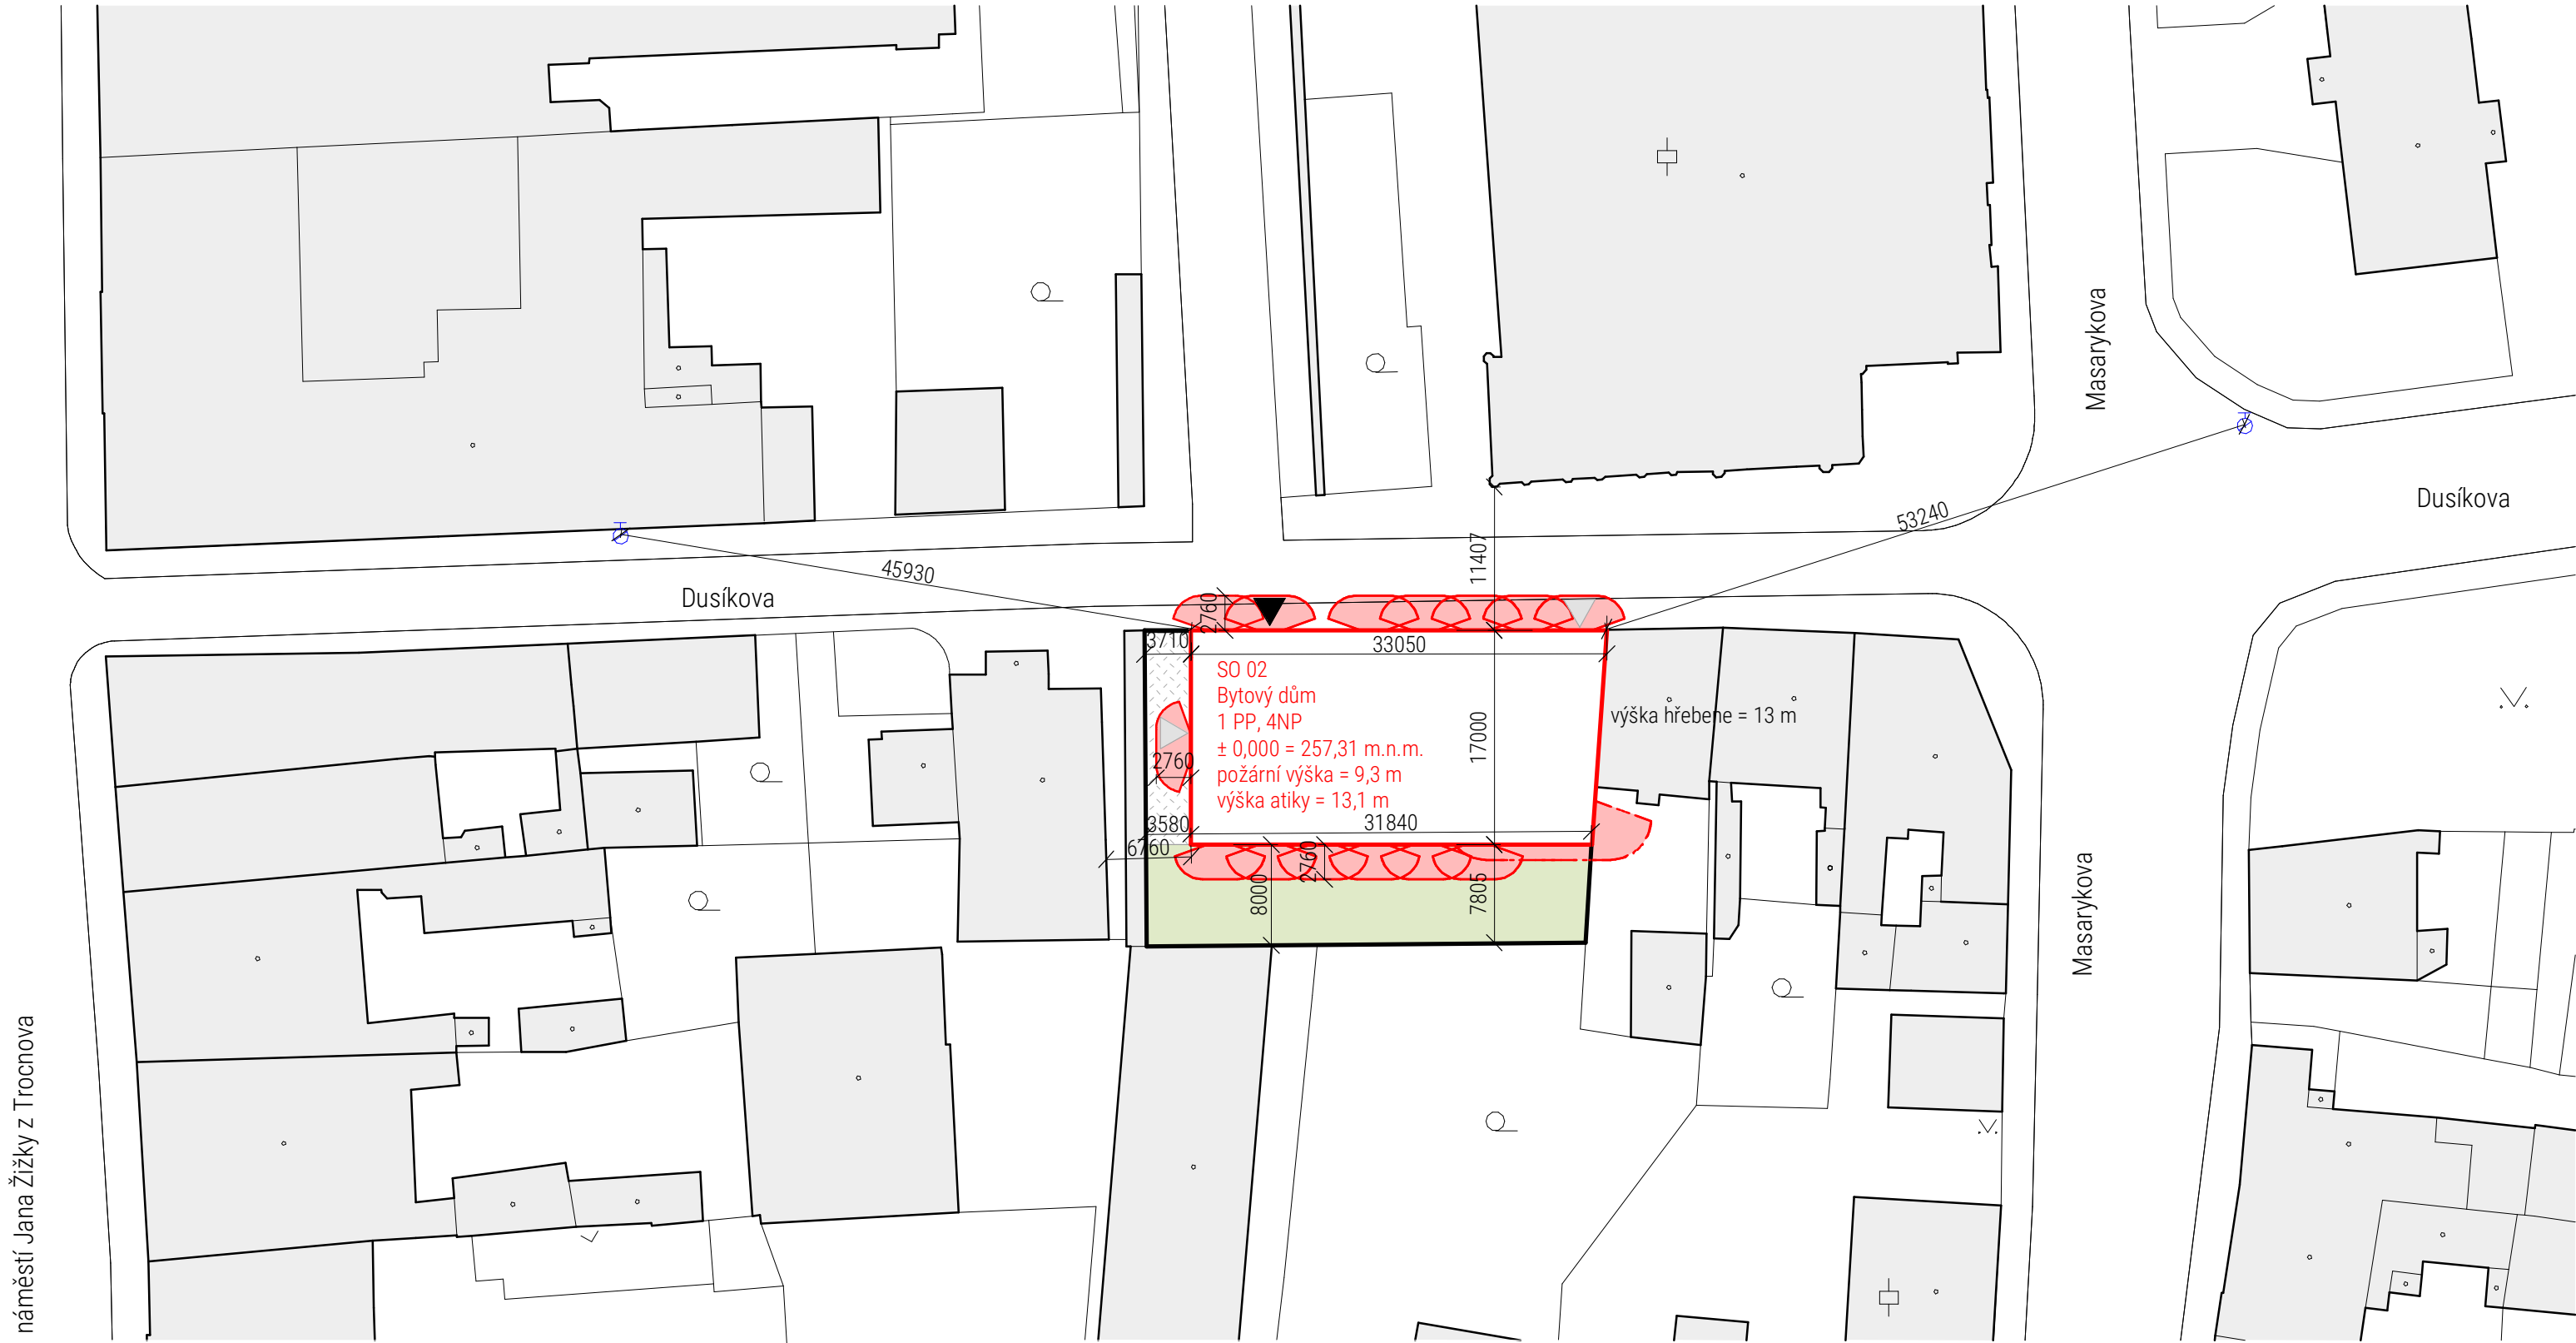 Masarykova
Dusíkova
53240
11407
45930
Dusíkova
2760
3710
33050
SO 02
Bytový dům
1 PP, 4NP
± 0,000 = 257,31 m.n.m.
požární výška = 9,3 m
výška atiky = 13,1 m
výška hřebene = 13 m
17000
2760
3580
31840
6760
2760
8000
7805
Masarykova
náměstí Jana Žižky z Trocnova